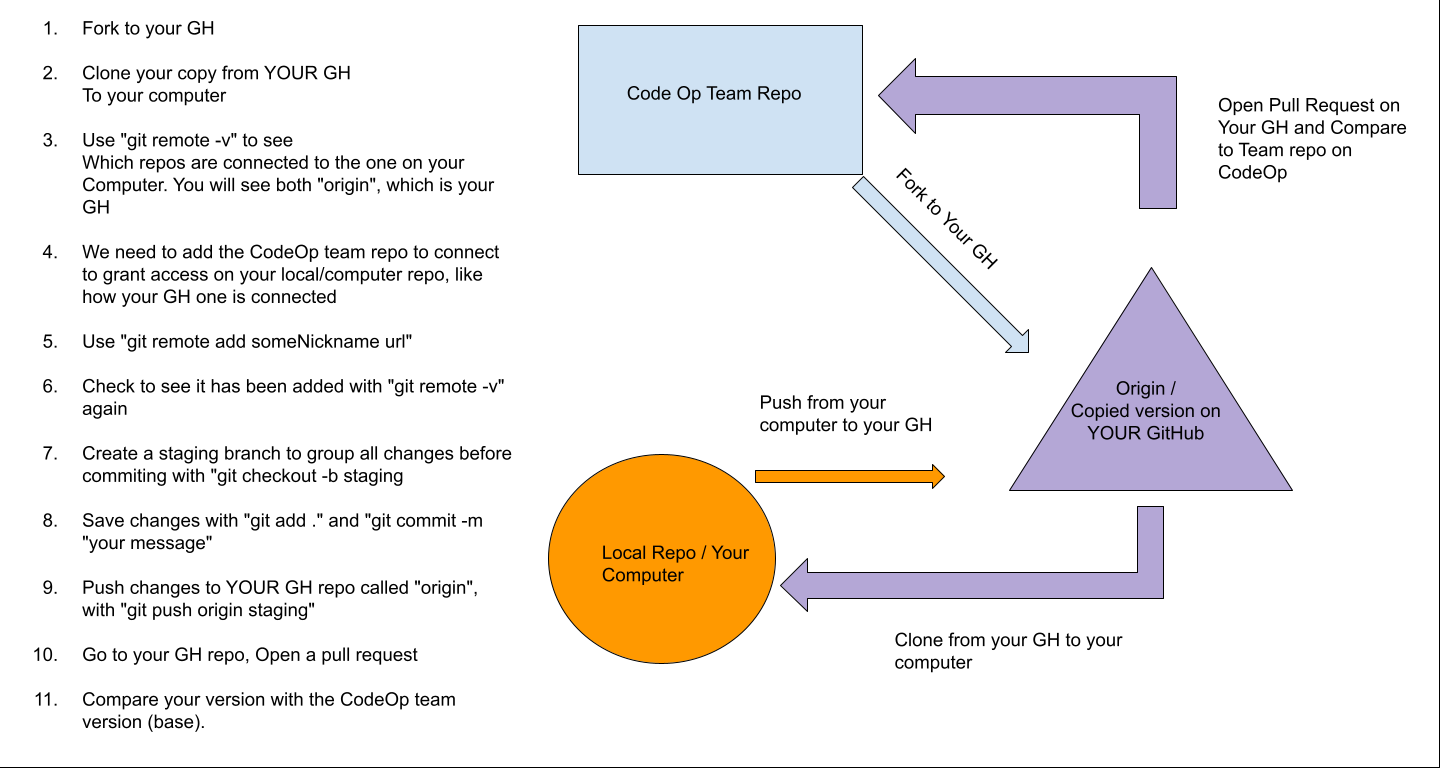 1. Fork to your GH
2. Clone your copy from YOUR GH
To your computer
3. Use "git remote -v" to see
Which repos are connected to the one on your
Computer. You will see both "origin", which is your
GH
4. We need to add the CodeOp team repo to connect
to grant access on your local/computer repo, like
how your GH one is connected
5. Use "git remote add someNickname url"
6. Check to see it has been added with "git remote -v"
again
7. Create a staging branch to group all changes before
commiting with "git checkout -b staging
8. Save changes with "git add ." and "git commit -m
"your message"
9. Push changes to YOUR GH repo called "origin",
with "git push origin staging"
10. Go to your GH repo, Open a pull request
11. Compare your version with the CodeOp team
version (base).
Code Op Team Repo
Open Pull Request on
Your GH and Compare
to Team repo on
CodeOp
Fork to Your GH
Origin /
Copied version on
YOUR GitHub
Push from your
computer to your GH
Local Repo / Your
Computer
Clone from your GH to your
computer